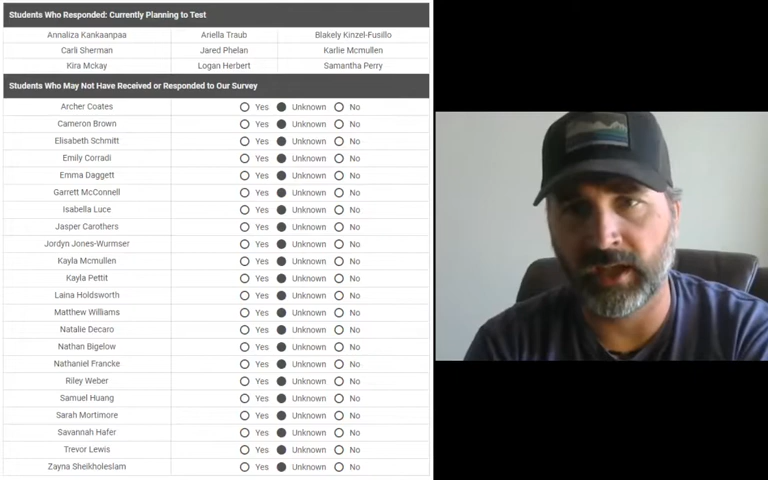 Students Who Responded: Currently Planning to Test
Annaliza Kankaanpaa Ariella Traub Blakely Kinzel-Fusillo
Carli Sherman Jared Phelan Karlie Mcmullen
Kira Mckay Logan Herbert Samantha Perry
Students Who May Not Have Received or Responded to Our Survey
Archer Coates Yes Unknown No
Cameron Brown Yes Unknown No
Elisabeth Schmitt Yes Unknown No
Emily Corradi Yes Unknown No
Emma Daggett Yes Unknown No
Garrett McConnell Yes Unknown No
Isabella Luce Yes Unknown No
Jasper Carothers Yes Unknown No
Jordyn Jones-Wurmser Yes Unknown No
Kayla Mcmullen Yes Unknown No
Kayla Pettit Yes Unknown No
Laina Holdsworth Yes Unknown No
Matthew Williams Yes Unknown No
Natalie Decaro Yes Unknown No
Nathan Bigelow Yes Unknown No
Nathaniel Francke Yes Unknown No
Riley Weber Yes Unknown No
Samuel Huang Yes Unknown No
Sarah Mortimore Yes Unknown No
Savannah Hafer Yes Unknown No
Trevor Lewis Yes Unknown No
Zayna Sheikholeslam Yes Unknown No